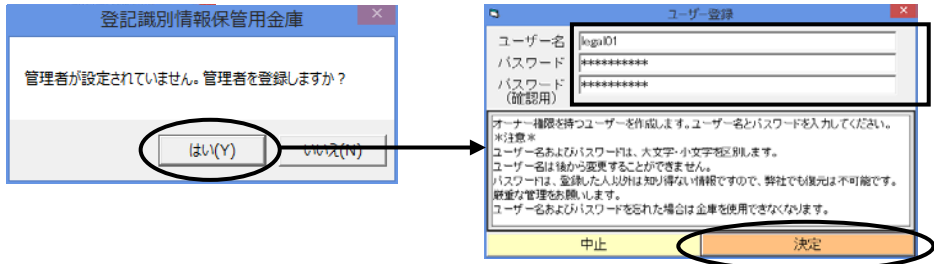 登記識別情報保管用金庫
管理者が設定されていません。管理者を登録しますか？
はい(Y)
いいえ(N)
ユーザー登録
ユーザー名
legal01
パスワード
**********
パスワード
(確認用)
**********
オーナー権限を持つユーザーを作成します。ユーザー名とパスワードを入力してください。
*注意*
ユーザー名およびパスワードは、大文字・小文字を区別します。
ユーザー名は後から変更することができません。
パスワードは、登録した人以外は知り得ない情報ですので、弊社でも復元は不可能です。
厳重な管理をお願いします。
ユーザー名およびパスワードを忘れた場合は金庫を使用できなくなります。
中止
決定